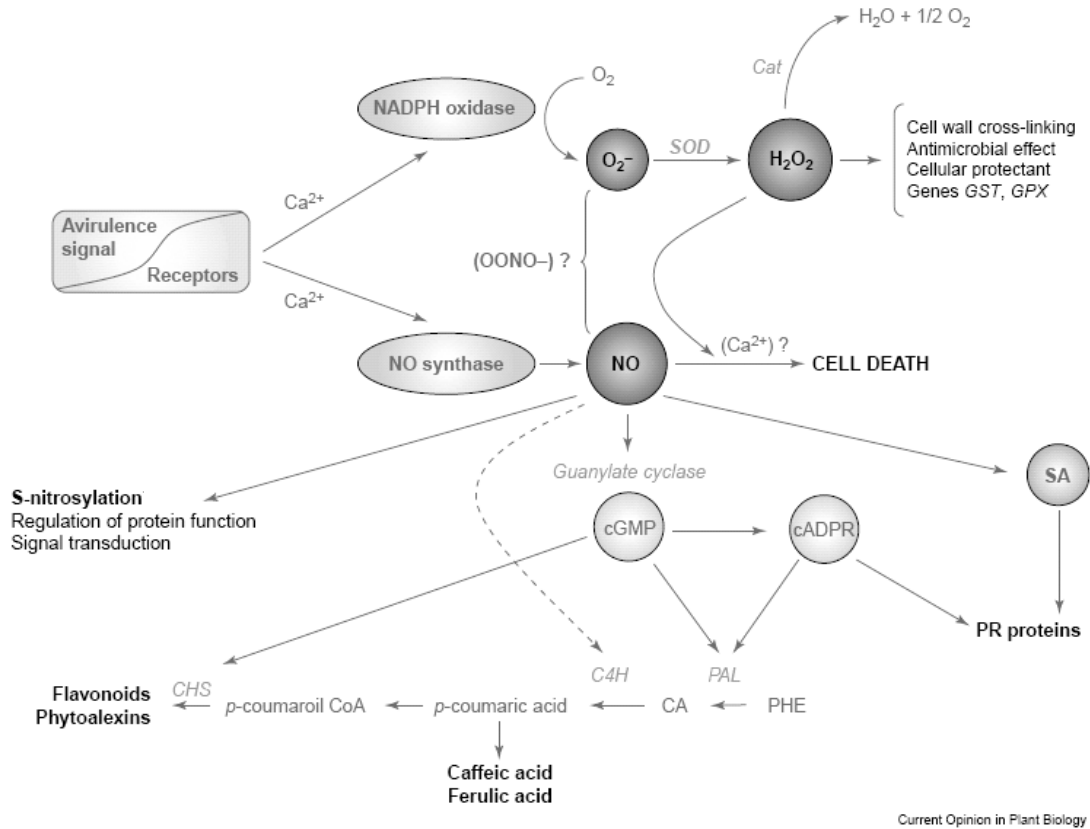 H₂O + 1/2 O₂
Cat
O₂
NADPH oxidase
O₂⁻
SOD
H₂O₂
Cell wall cross-linking
Antimicrobial effect
Cellular protectant
Genes GST, GPX
Ca²⁺
Avirulence
signal
Receptors
(OONO–) ?
Ca²⁺
NO synthase
NO
(Ca²⁺) ?
CELL DEATH
Guanylate cyclase
SA
S-nitrosylation
Regulation of protein function
Signal transduction
cGMP
cADPR
PR proteins
C4H
PAL
Flavonoids
Phytoalexins
CHS
p-coumaroil CoA
p-coumaric acid
CA
PHE
Caffeic acid
Ferulic acid
Current Opinion in Plant Biology